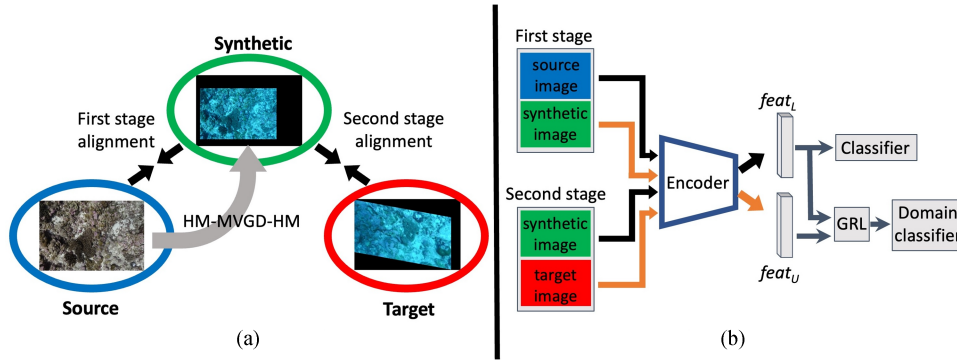 Synthetic
First stage
alignment
Second stage
alignment
HM-MVGD-HM
Source
Target
(a)
First stage
source
image
synthetic
image
Second stage
synthetic
image
target
image
Encoder
feat_L
Classifier
GRL
Domain
classifier
feat_U
(b)